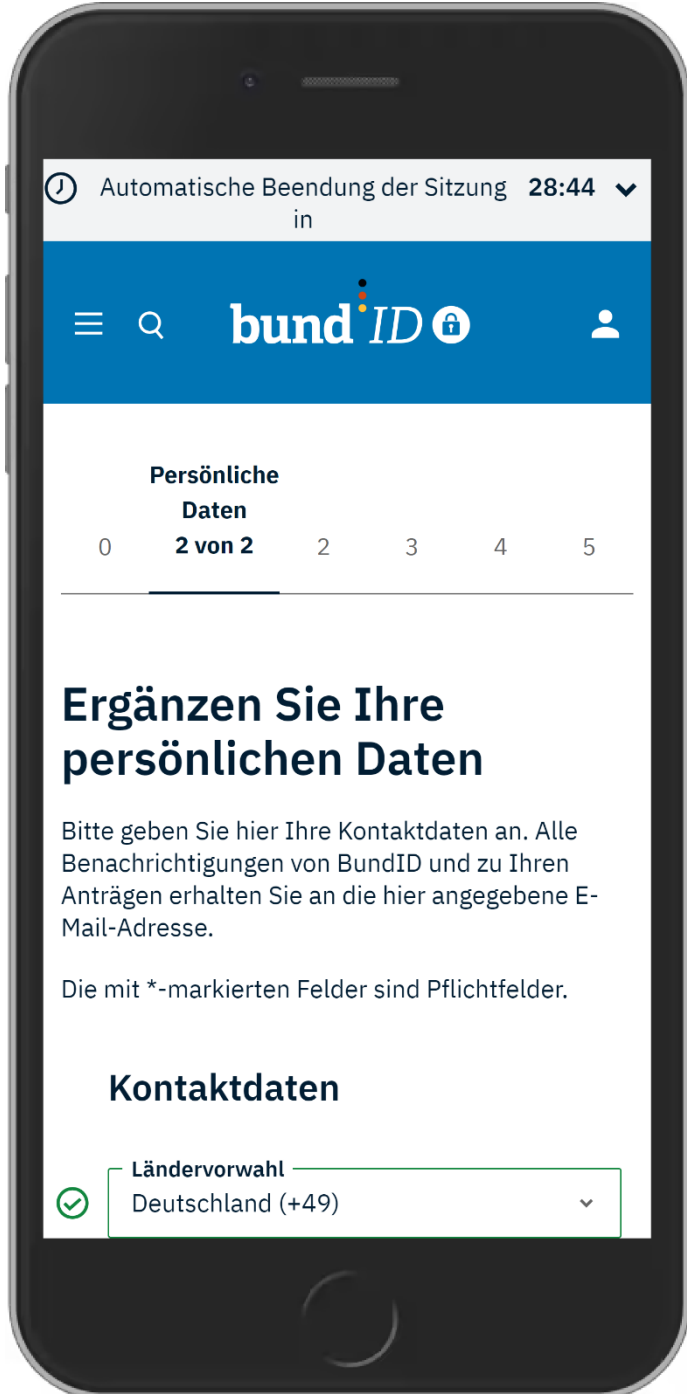 Automatische Beendung der Sitzung 28:44
in
bund ID
Persönliche
Daten
0 2 von 2 2 3 4 5
Ergänzen Sie Ihre
persönlichen Daten
Bitte geben Sie hier Ihre Kontaktdaten an. Alle
Benachrichtigungen von BundID und zu Ihren
Anträgen erhalten Sie an die hier angegebene E-
Mail-Adresse.
Die mit *-markierten Felder sind Pflichtfelder.
Kontaktdaten
Ländervorwahl
Deutschland (+49)